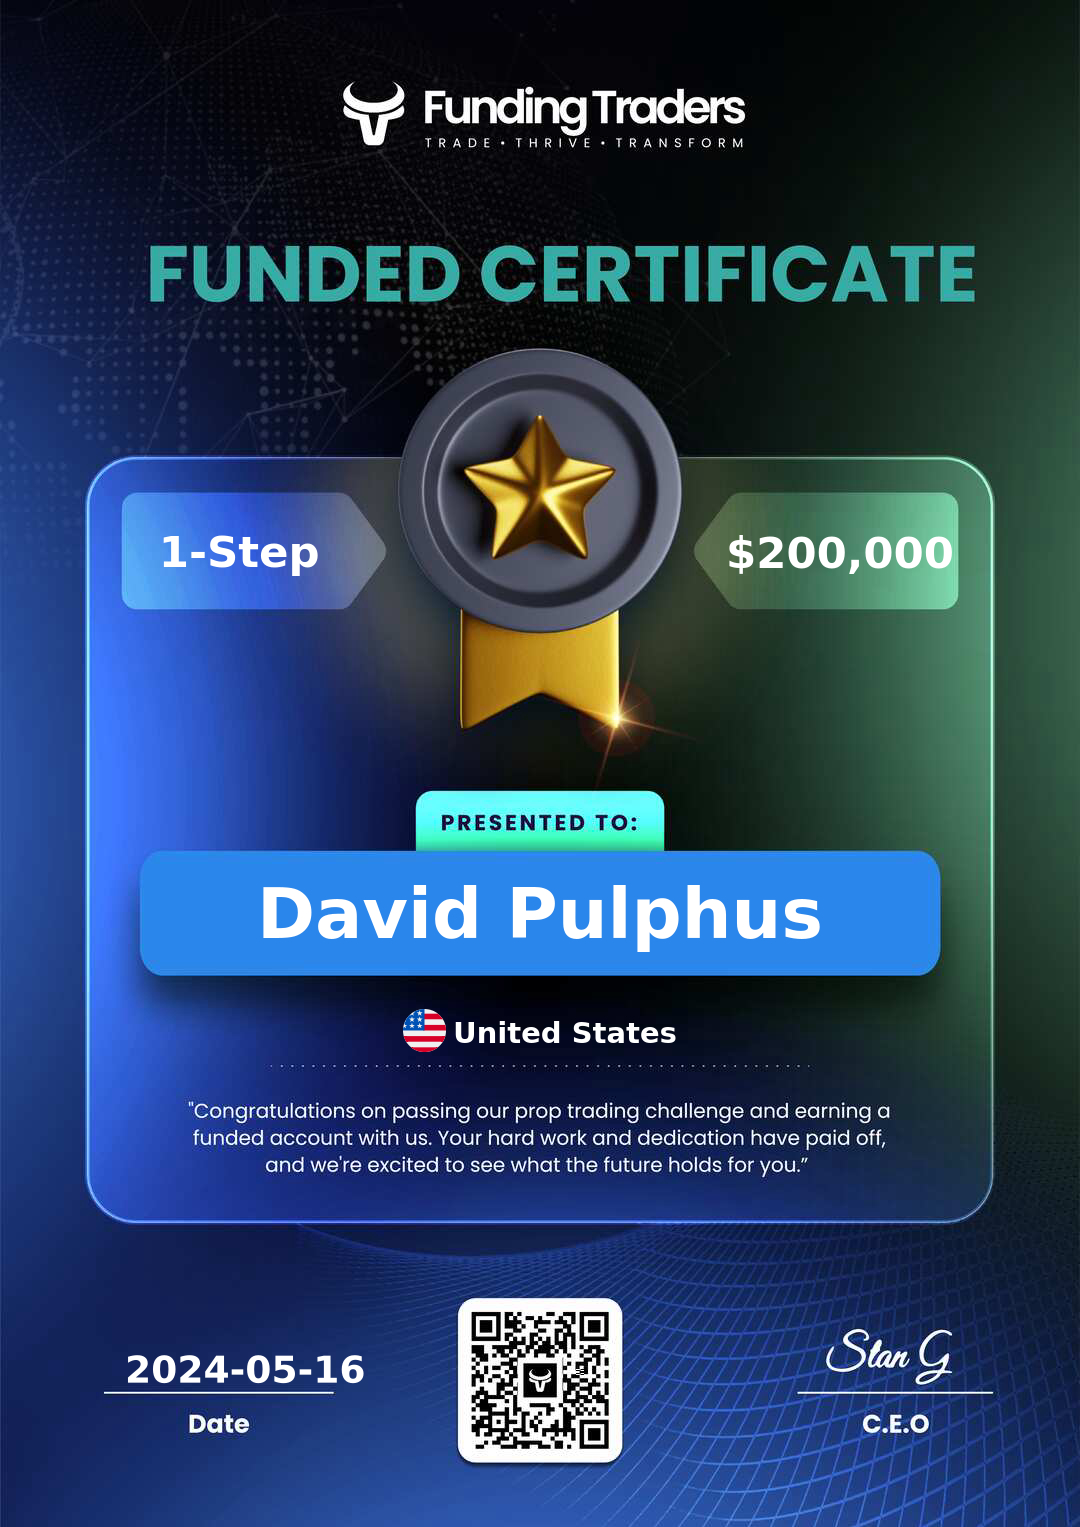 Funding Traders
TRADE • THRIVE • TRANSFORM
FUNDED CERTIFICATE
1-Step
$200,000
PRESENTED TO:
David Pulphus
United States
"Congratulations on passing our prop trading challenge and earning a
funded account with us. Your hard work and dedication have paid off,
and we're excited to see what the future holds for you.”
2024-05-16
Date
Stan G
C.E.O